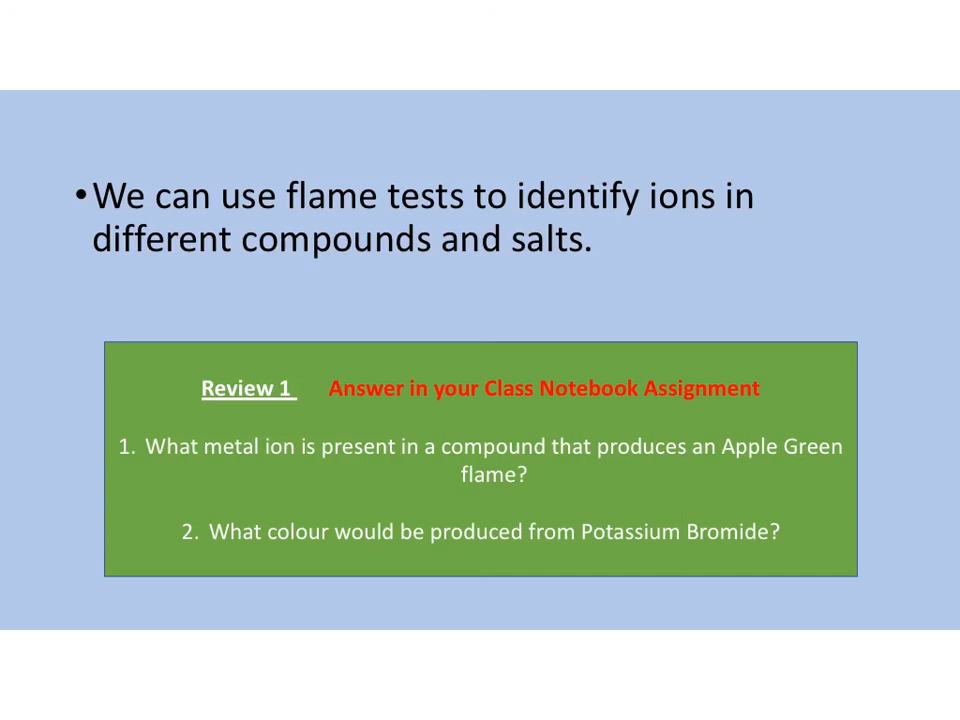 •We can use flame tests to identify ions in
different compounds and salts.
Review 1 Answer in your Class Notebook Assignment
1. What metal ion is present in a compound that produces an Apple Green
flame?
2. What colour would be produced from Potassium Bromide?